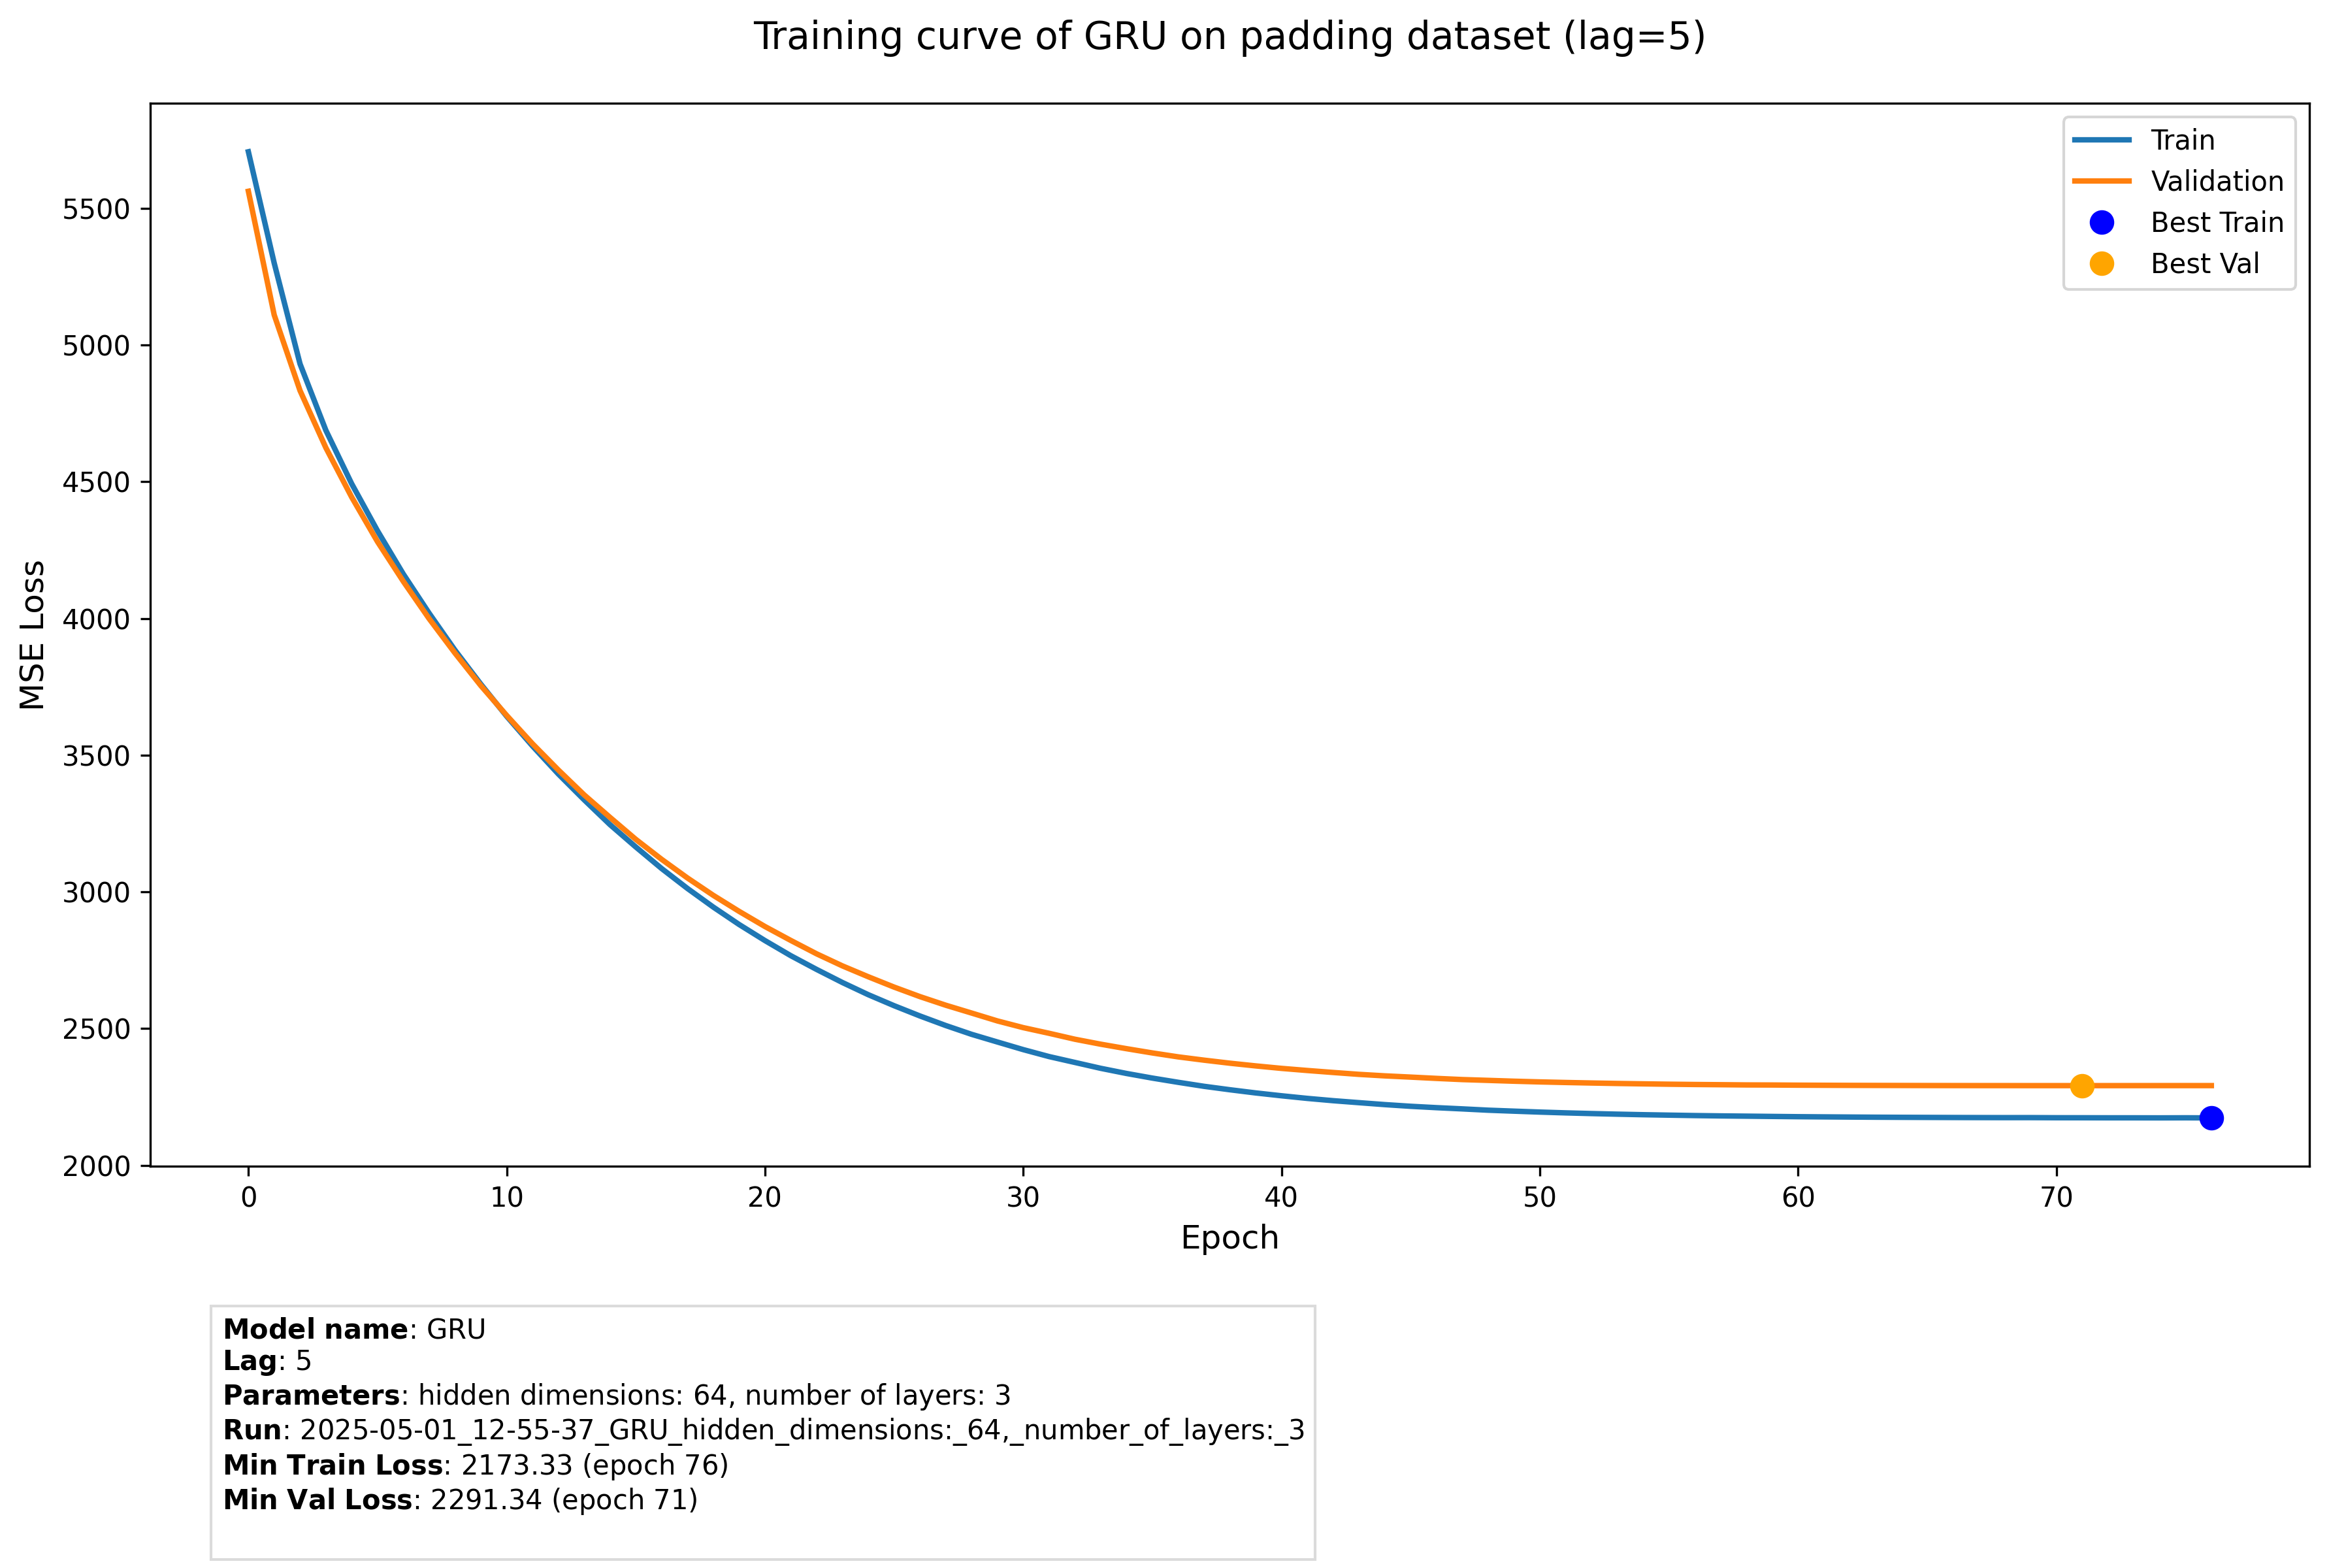 Training curve of GRU on padding dataset (lag=5)
Train
Validation
Best Train
Best Val
MSE Loss
5500
5000
4500
4000
3500
3000
2500
2000
0 10 20 30 40 50 60 70
Epoch
Model name: GRU
Lag: 5
Parameters: hidden dimensions: 64, number of layers: 3
Run: 2025-05-01_12-55-37_GRU_hidden_dimensions:_64,_number_of_layers:_3
Min Train Loss: 2173.33 (epoch 76)
Min Val Loss: 2291.34 (epoch 71)